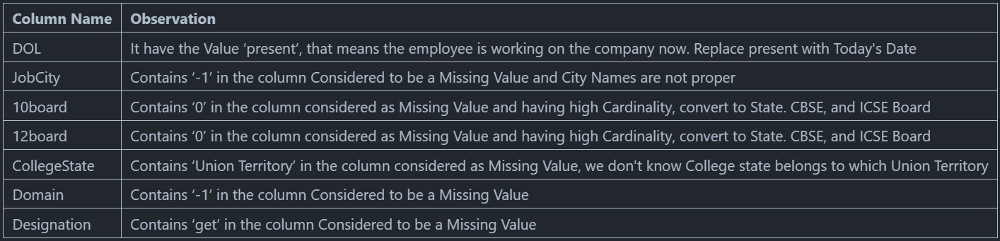 Column Name Observation
DOL It have the Value ‘present’, that means the employee is working on the company now. Replace present with Today's Date
JobCity Contains ‘-1’ in the column Considered to be a Missing Value and City Names are not proper
10board Contains ‘0’ in the column considered as Missing Value and having high Cardinality, convert to State. CBSE, and ICSE Board
12board Contains ‘0’ in the column considered as Missing Value and having high Cardinality, convert to State. CBSE, and ICSE Board
CollegeState Contains ‘Union Territory’ in the column considered as Missing Value, we don't know College state belongs to which Union Territory
Domain Contains ‘-1’ in the column Considered to be a Missing Value
Designation Contains ‘get’ in the column Considered to be a Missing Value